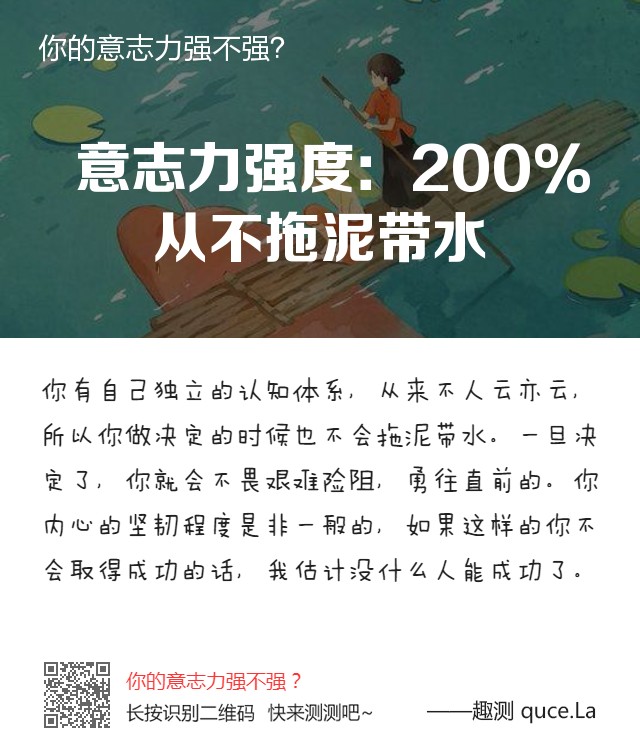 你的意志力强不强?
意志力强度：200%
从不拖泥带水
你有自己独立的认知体系，从来不人云亦云，
所以你做决定的时候也不会拖泥带水。一旦决
定了，你就会不畏艰难险阻，勇往直前的。你
内心的坚韧程度是非一般的，如果这样的你不
会取得成功的话，我估计没什么人能成功了。
你的意志力强不强？
长按识别二维码 快来测测吧~
——趣测 quce.La